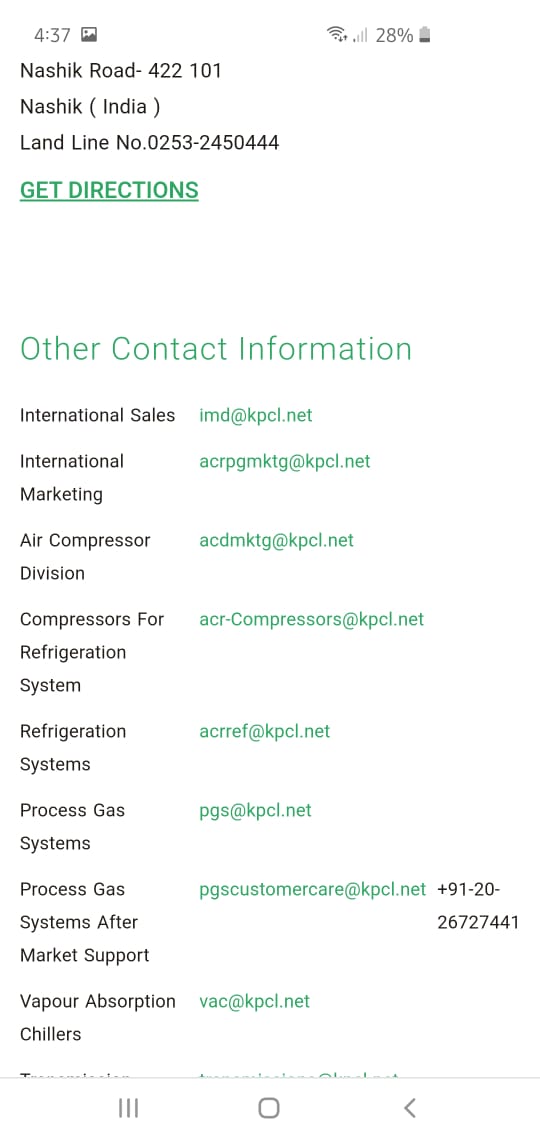 4:37
28%
Nashik Road- 422 101
Nashik ( India )
Land Line No.0253-2450444
GET DIRECTIONS
Other Contact Information
International Sales imd@kpcl.net
International acrpgmktg@kpcl.net
Marketing
Air Compressor acdmktg@kpcl.net
Division
Compressors For acr-Compressors@kpcl.net
Refrigeration
System
Refrigeration acrref@kpcl.net
Systems
Process Gas pgs@kpcl.net
Systems
Process Gas pgscustomercare@kpcl.net +91-20-
Systems After 26727441
Market Support
Vapour Absorption vac@kpcl.net
Chillers